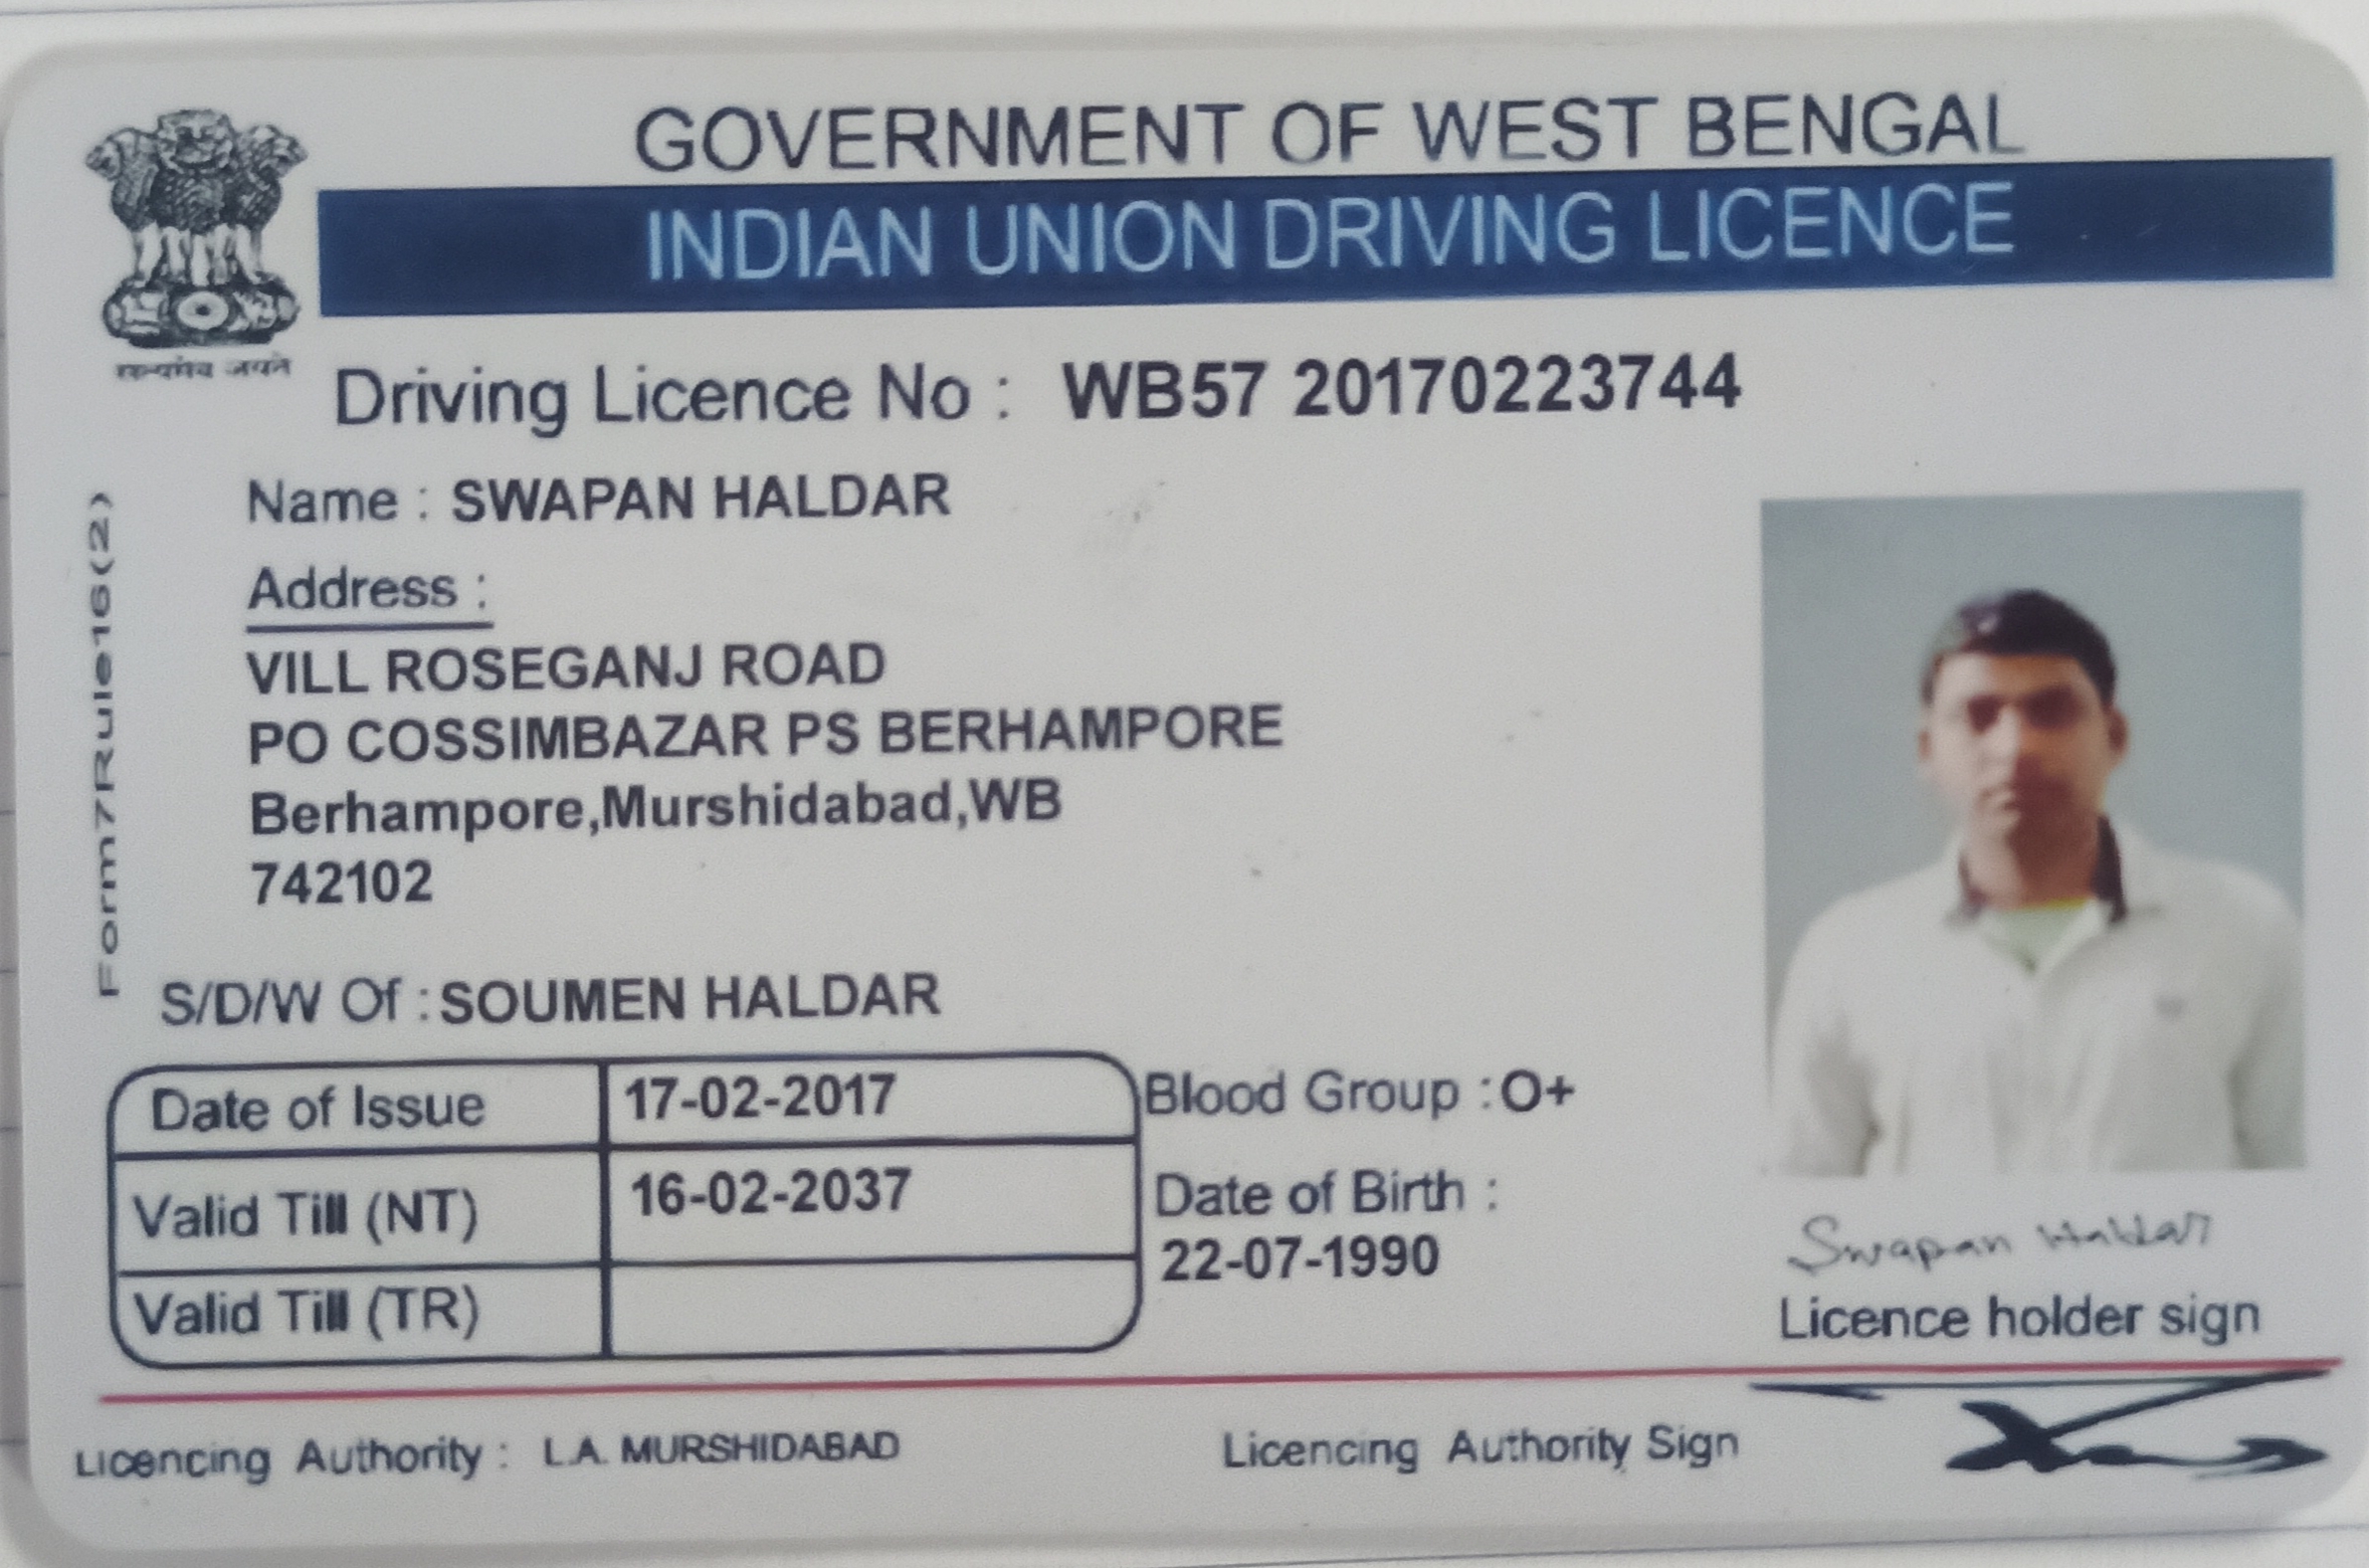 GOVERNMENT OF WEST BENGAL
INDIAN UNION DRIVING LICENCE
सत्यमेव जयते
Driving Licence No : WB57 20170223744
Form7Rule16(2)
Name : SWAPAN HALDAR
Address :
VILL ROSEGANJ ROAD
PO COSSIMBAZAR PS BERHAMPORE
Berhampore,Murshidabad,WB
742102
S/D/W Of : SOUMEN HALDAR
Date of Issue 17-02-2017
Valid Till (NT) 16-02-2037
Valid Till (TR)
Blood Group : O+
Date of Birth :
22-07-1990
Swapan Haldar
Licence holder sign
Licencing Authority : L.A. MURSHIDABAD
Licencing Authority Sign